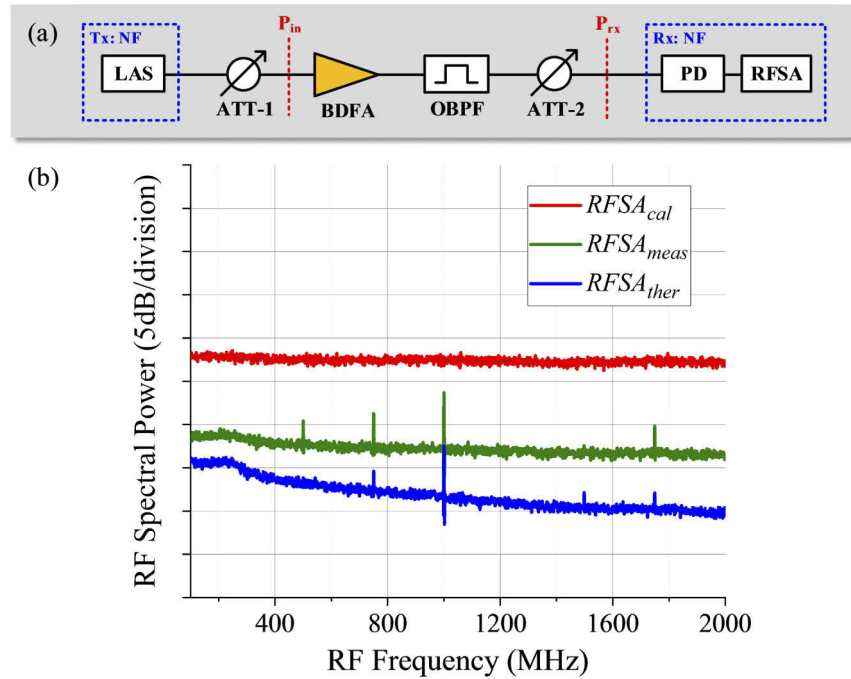 (a)
Tx: NF
P_in
P_rx
Rx: NF
LAS
PD
RFSA
ATT-1
BDFA
OBPF
ATT-2
(b)
RF Spectral Power (5dB/division)
RFSA_cal
RFSA_meas
RFSA_ther
400
800
1200
1600
2000
RF Frequency (MHz)